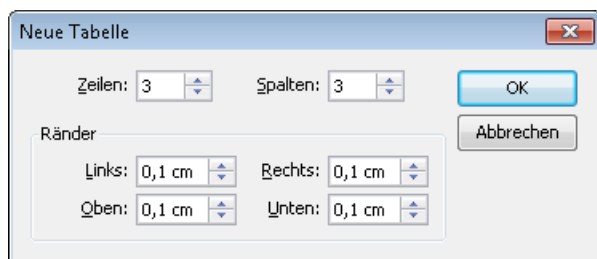 Neue Tabelle
Zeilen: 3 Spalten: 3 OK
Ränder Abbrechen
Links: 0,1 cm Rechts: 0,1 cm
Oben: 0,1 cm Unten: 0,1 cm